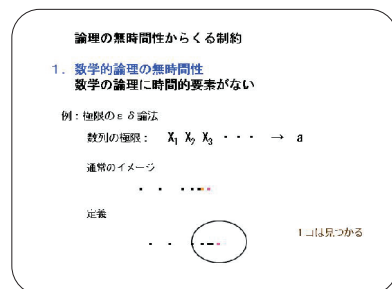 論理の無時間性からくる制約
1. 数学的論理の無時間性
数学の論理に時間的要素がない
例：極限のεδ論法
数列の極限： X₁ X₂ X₃ ・・・ → a
通常のイメージ
定義
1コは見つかる